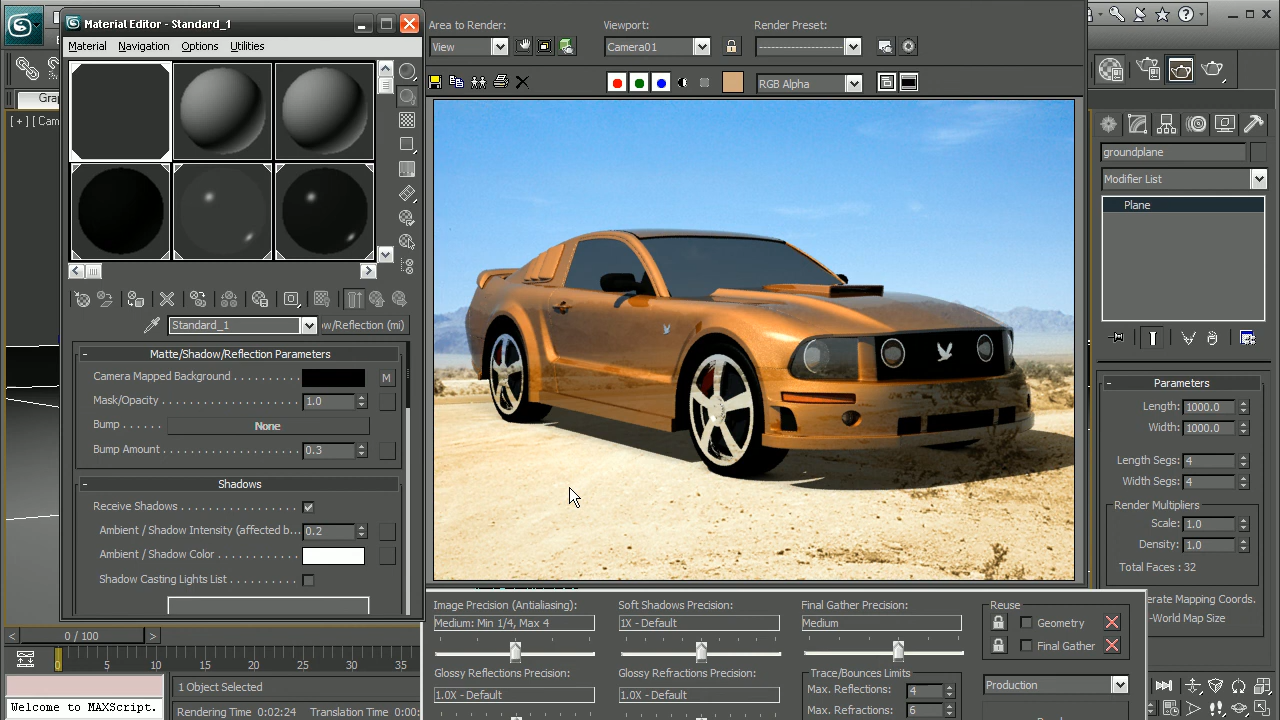 Material Editor - Standard_1
Material Navigation Options Utilities
Standard_1
w/Reflection (mi)
Matte/Shadow/Reflection Parameters
Camera Mapped Background
M
Mask/Opacity
1.0
Bump
None
Bump Amount
0.3
Shadows
Receive Shadows
Ambient / Shadow Intensity (affected b...
0.2
Ambient / Shadow Color
Shadow Casting Lights List
Grap
[ + ] [ Cam
Area to Render:
View
Viewport:
Camera01
Render Preset:
RGB Alpha
groundplane
Modifier List
Plane
Parameters
Length: 1000.0
Width: 1000.0
Length Segs: 4
Width Segs: 4
Render Multipliers
Scale: 1.0
Density: 1.0
Total Faces : 32
erate Mapping Coords.
-World Map Size
Image Precision (Antialiasing):
Medium: Min 1/4, Max 4
Soft Shadows Precision:
1X - Default
Final Gather Precision:
Medium
Reuse
Geometry
Final Gather
Glossy Reflections Precision:
1.0X - Default
Glossy Refractions Precision:
1.0X - Default
Trace/Bounces Limits
Max. Reflections: 4
Max. Refractions: 6
Production
0 / 100
0 5 10 15 20 25 30 35
1 Object Selected
Welcome to MAXScript.
Rendering Time 0:02:24
Translation Time 0:00: